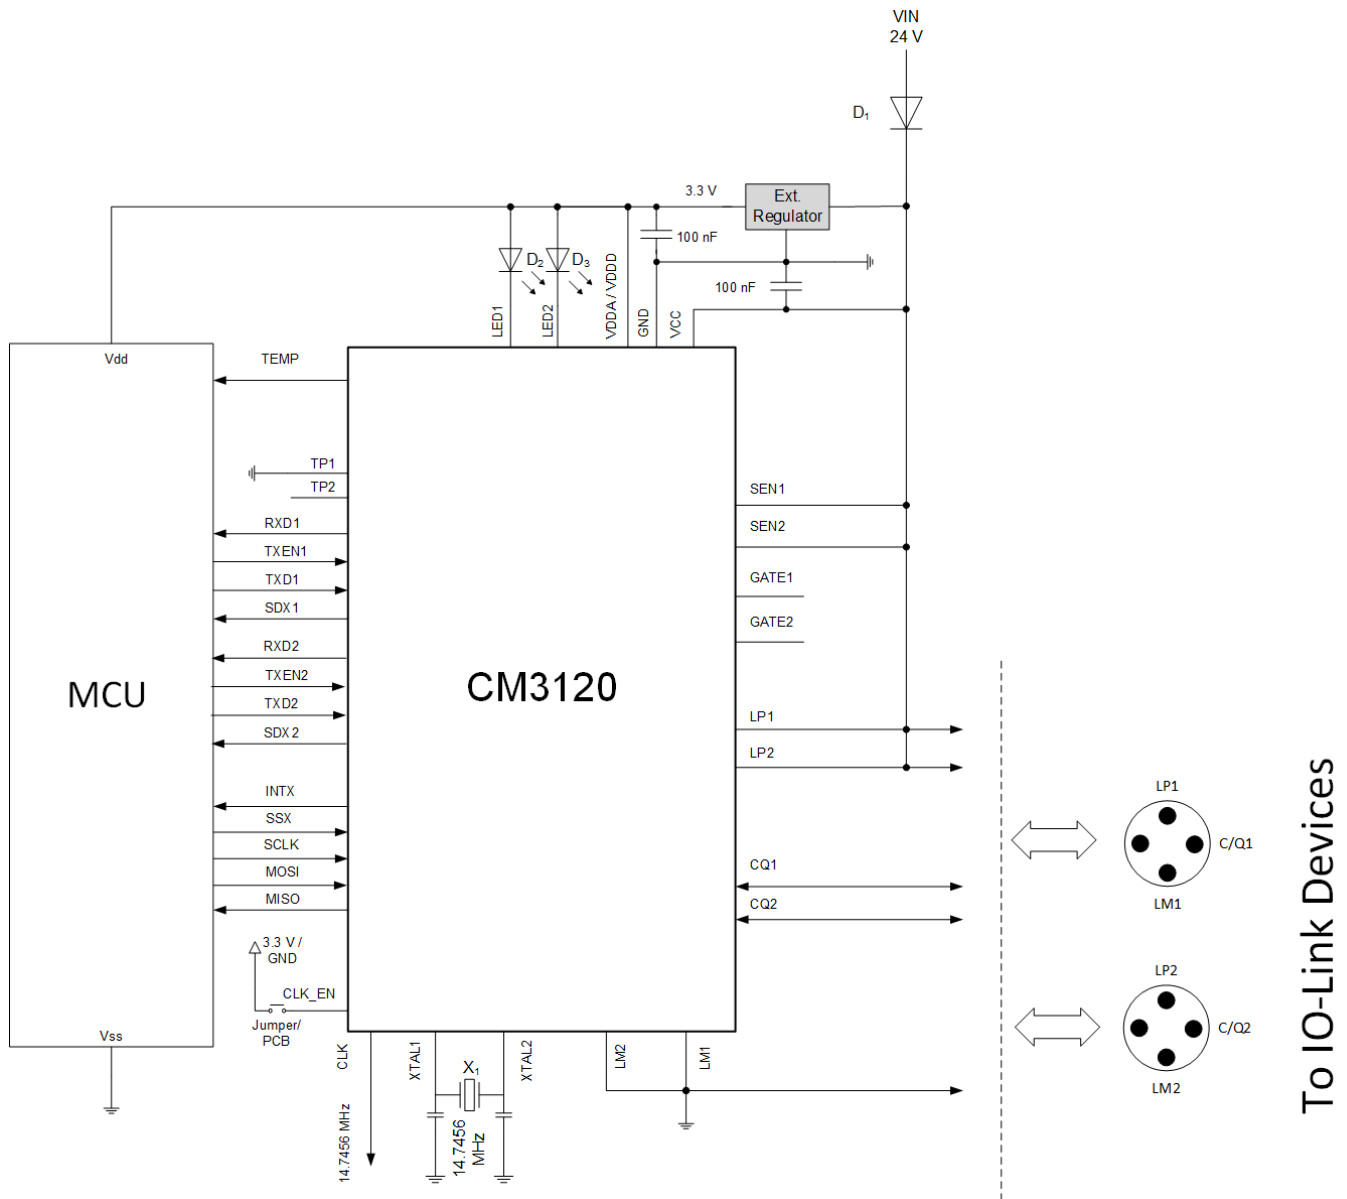 VIN
24 V
D1
3.3 V
Ext.
Regulator
100 nF
D2
D3
100 nF
LED1
LED2
VDDA / VDDD
GND
VCC
Vdd
TEMP
TP1
TP2
SEN1
RXD1
SEN2
TXEN1
TXD1
GATE1
SDX1
GATE2
RXD2
TXEN2
MCU
CM3120
TXD2
LP1
SDX2
LP2
INTX
SSX
SCLK
MOSI
CQ1
MISO
CQ2
LP1
C/Q1
LM1
To IO-Link Devices
3.3 V /
GND
CLK_EN
Jumper/
PCB
LP2
C/Q2
LM2
Vss
CLK
XTAL1
X1
XTAL2
LM2
LM1
14.7456 MHz
14.7456
MHz